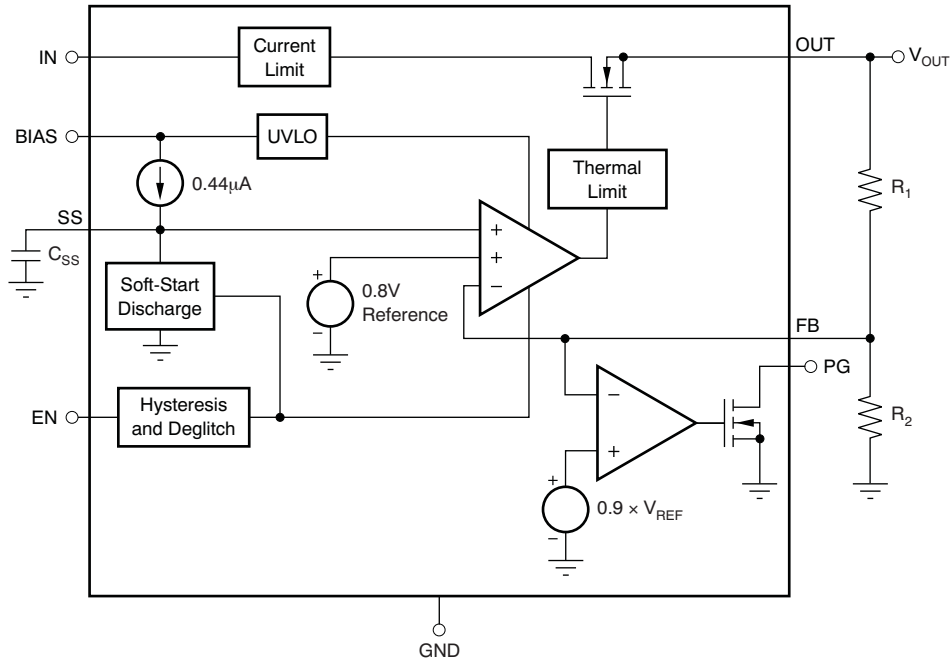 IN
Current
Limit
OUT
V_OUT
BIAS
UVLO
0.44μA
Thermal
Limit
R_1
SS
C_SS
+
+
−
+
−
0.8V
Reference
Soft-Start
Discharge
FB
PG
EN
Hysteresis
and Deglitch
−
+
R_2
+
−
0.9 × V_REF
GND